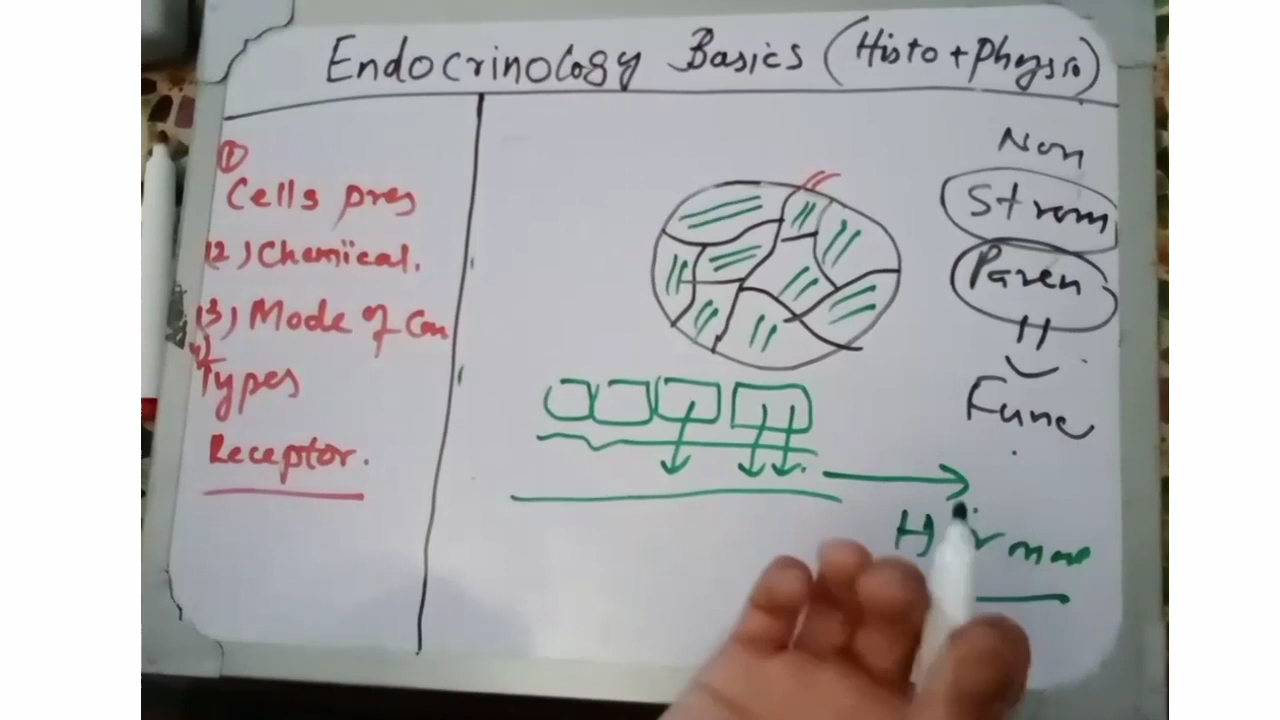 Endocrinology Basics (Histo + Physio)
①
Cells pres
(2) Chemical.
(3) Mode of Com
4)
Types
Receptor.
Non
Strom
Paren
Func
Hormone